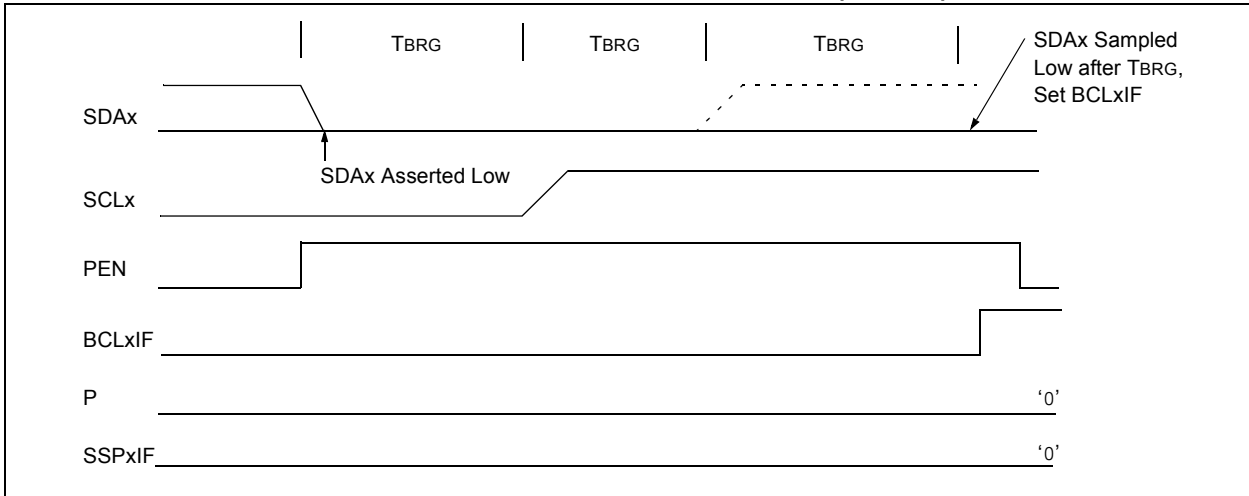 TBRG TBRG TBRG
SDAx Sampled
Low after TBRG,
Set BCLxIF
SDAx
SDAx Asserted Low
SCLx
PEN
BCLxIF
P ‘0’
SSPxIF ‘0’